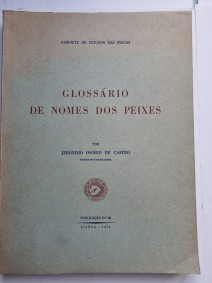 GABINETE DE ESTUDOS DAS PESCAS
GLOSSÁRIO
DE NOMES DOS PEIXES
POR
JERÓNIMO OSÓRIO DE CASTRO
PUBLICAÇÃO N.º
LISBOA